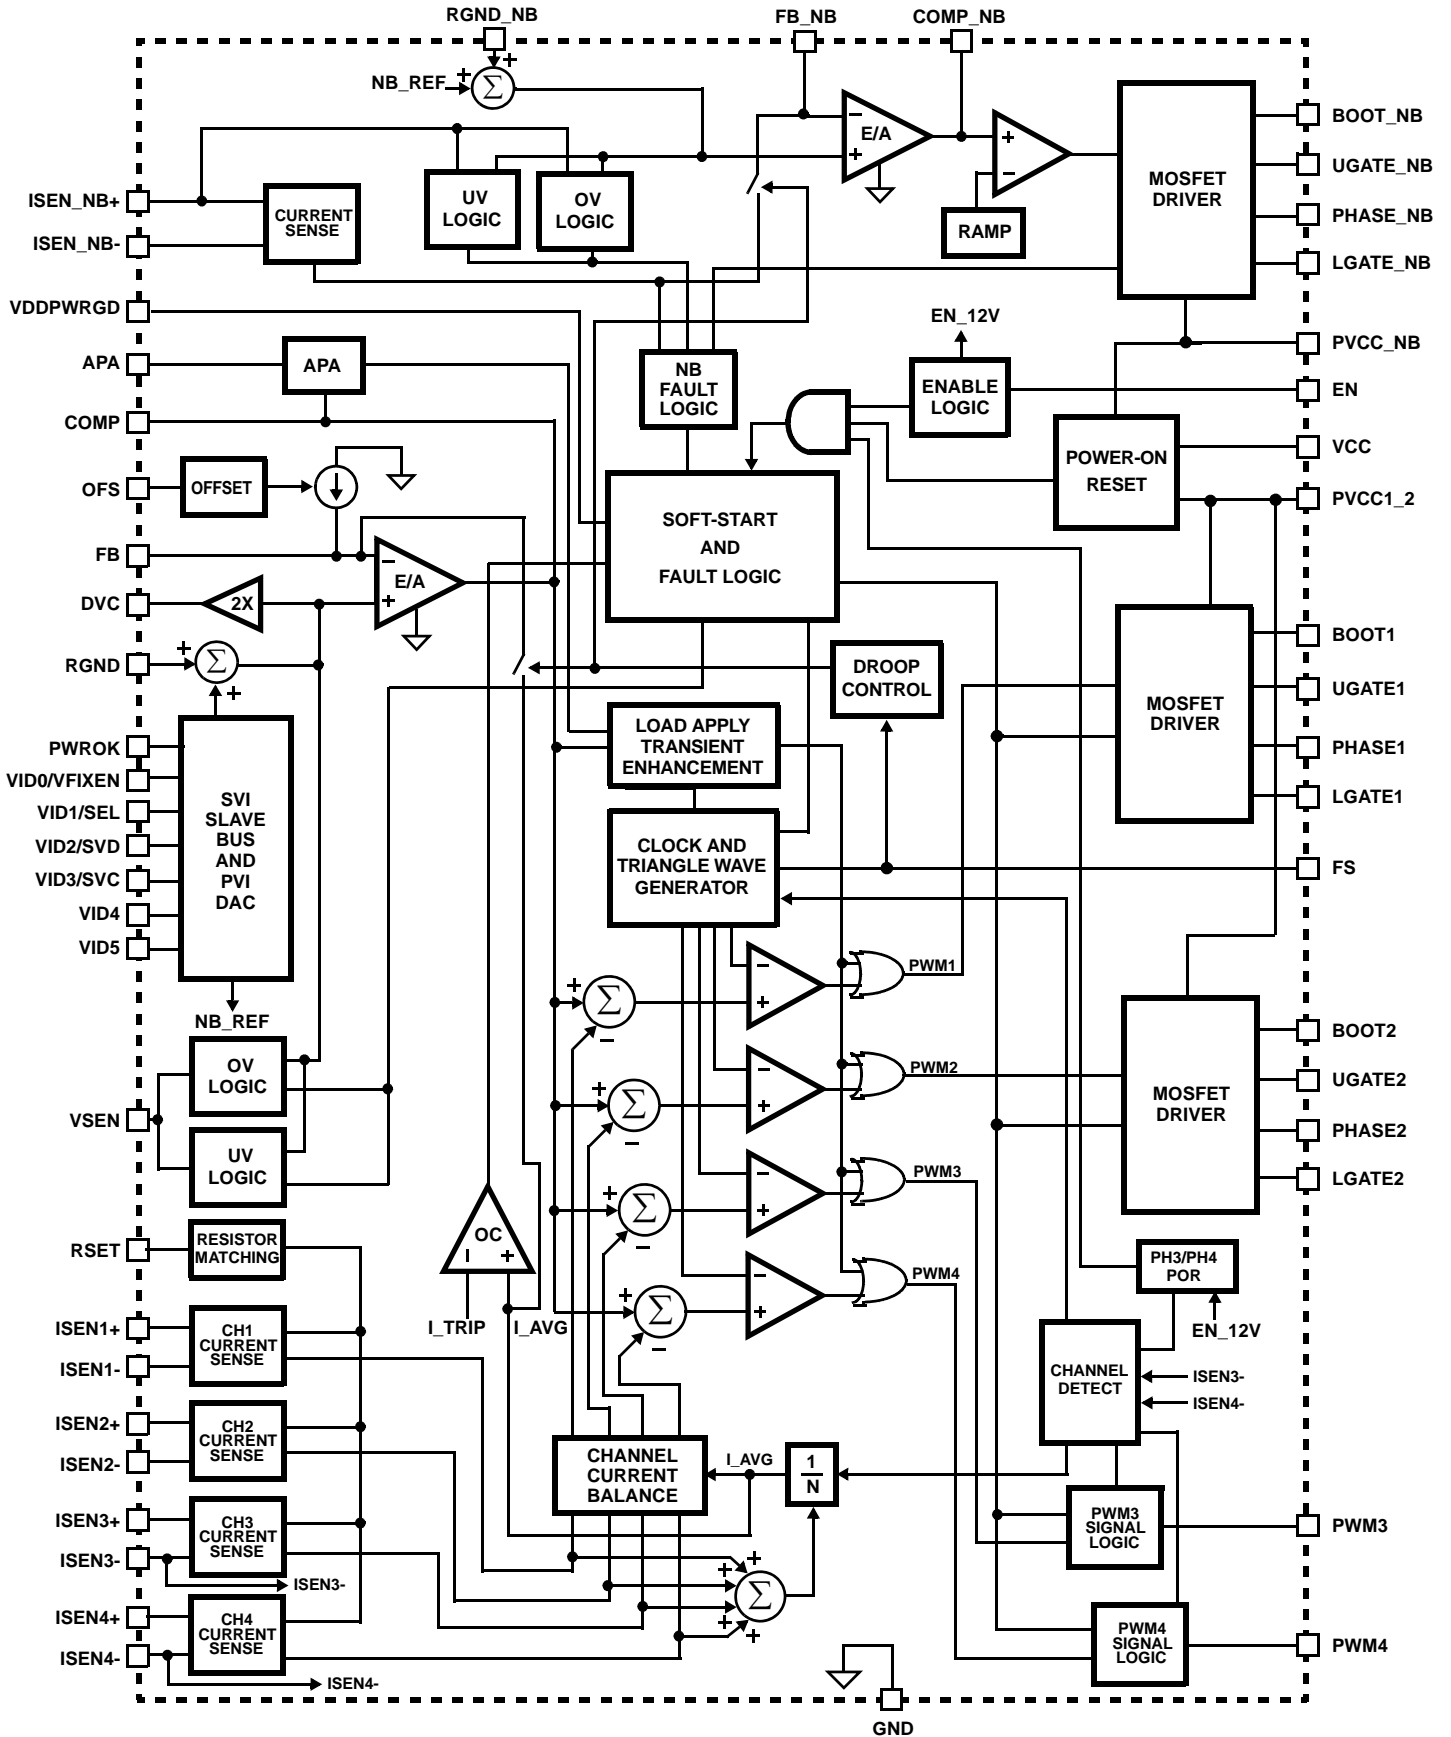 RGND_NB
FB_NB
COMP_NB
NB_REF
+
+
Σ
E/A
−
+
+
−
RAMP
MOSFET
DRIVER
BOOT_NB
UGATE_NB
PHASE_NB
LGATE_NB
PVCC_NB
ISEN_NB+
ISEN_NB-
CURRENT
SENSE
UV
LOGIC
OV
LOGIC
VDDPWRGD
APA
APA
COMP
NB
FAULT
LOGIC
EN_12V
ENABLE
LOGIC
EN
POWER-ON
RESET
VCC
PVCC1_2
OFS
OFFSET
FB
DVC
2X
E/A
−
+
SOFT-START
AND
FAULT LOGIC
RGND
+
Σ
+
DROOP
CONTROL
MOSFET
DRIVER
BOOT1
UGATE1
PHASE1
LGATE1
PWROK
VID0/VFIXEN
VID1/SEL
VID2/SVD
VID3/SVC
VID4
VID5
SVI
SLAVE
BUS
AND
PVI
DAC
NB_REF
LOAD APPLY
TRANSIENT
ENHANCEMENT
CLOCK AND
TRIANGLE WAVE
GENERATOR
FS
+
Σ
−
−
+
PWM1
+
Σ
−
−
+
PWM2
+
Σ
−
−
+
PWM3
+
Σ
−
−
+
PWM4
OV
LOGIC
VSEN
UV
LOGIC
MOSFET
DRIVER
BOOT2
UGATE2
PHASE2
LGATE2
RSET
RESISTOR
MATCHING
OC
−
+
I_TRIP
I_AVG
PH3/PH4
POR
EN_12V
CHANNEL
DETECT
ISEN3-
ISEN4-
ISEN1+
ISEN1-
CH1
CURRENT
SENSE
ISEN2+
ISEN2-
CH2
CURRENT
SENSE
ISEN3+
ISEN3-
CH3
CURRENT
SENSE
ISEN3-
ISEN4+
ISEN4-
CH4
CURRENT
SENSE
ISEN4-
CHANNEL
CURRENT
BALANCE
I_AVG
1
N
+
+
+
+
+
Σ
PWM3
SIGNAL
LOGIC
PWM3
PWM4
SIGNAL
LOGIC
PWM4
GND